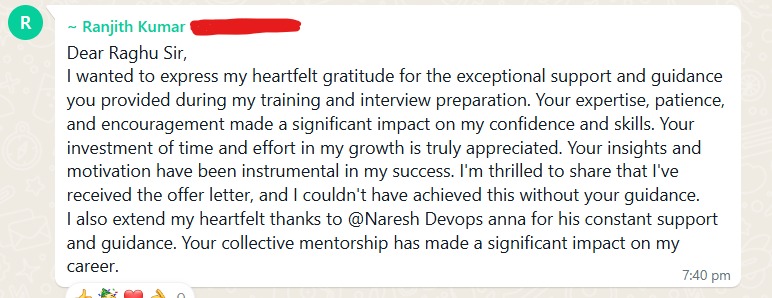 R
~ Ranjith Kumar
Dear Raghu Sir,
I wanted to express my heartfelt gratitude for the exceptional support and guidance
you provided during my training and interview preparation. Your expertise, patience,
and encouragement made a significant impact on my confidence and skills. Your
investment of time and effort in my growth is truly appreciated. Your insights and
motivation have been instrumental in my success. I'm thrilled to share that I've
received the offer letter, and I couldn't have achieved this without your guidance.
I also extend my heartfelt thanks to @Naresh Devops anna for his constant support
and guidance. Your collective mentorship has made a significant impact on my
career.
7:40 pm